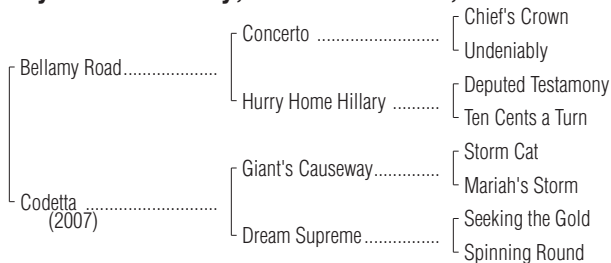 Concerto ..................
Chief's Crown
Undeniably
Bellamy Road...................
Hurry Home Hillary ..........
Deputed Testamony
Ten Cents a Turn
Giant's Causeway..............
Storm Cat
Mariah's Storm
Codetta ...........................
(2007)
Dream Supreme................
Seeking the Gold
Spinning Round